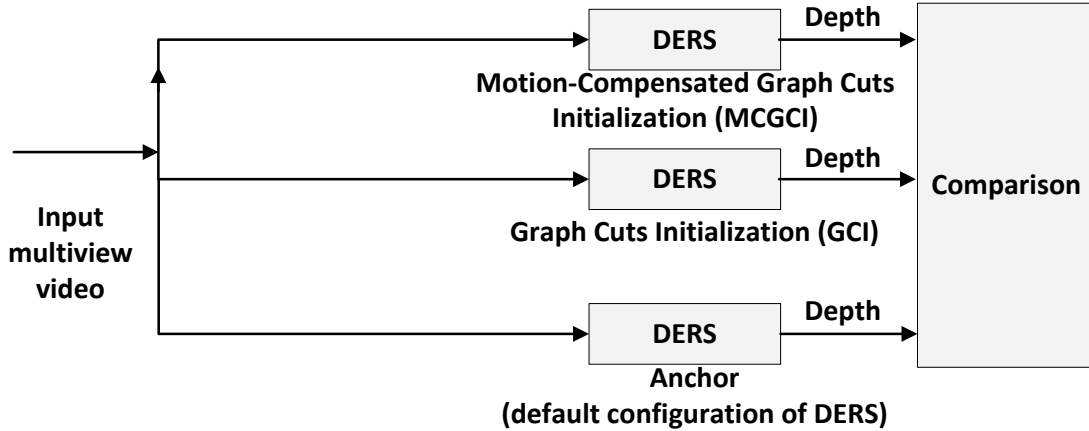 DERS
Depth
Motion-Compensated Graph Cuts
Initialization (MCGCI)
Input
multiview
video
DERS
Depth
Graph Cuts Initialization (GCI)
DERS
Depth
Anchor
(default configuration of DERS)
Comparison